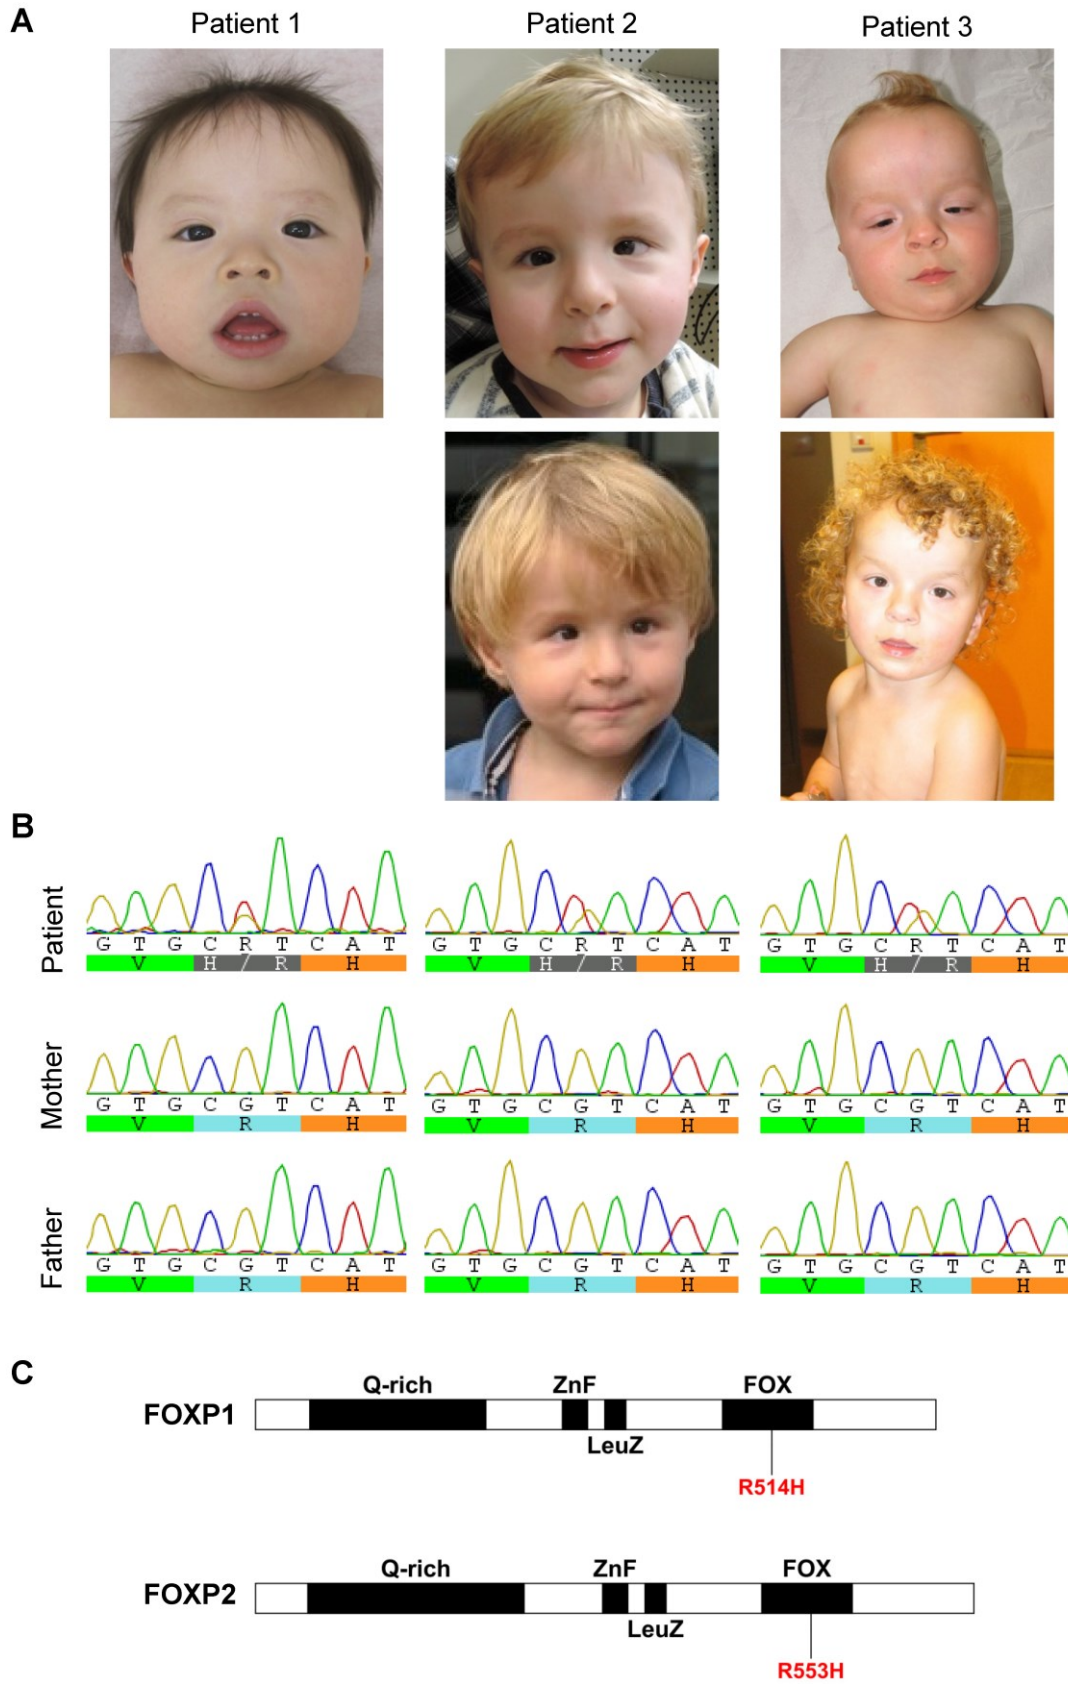 A
Patient 1 Patient 2 Patient 3
B
Patient
G T G C R T C A T G T G C R T C A T G T G C R T C A T
V H / R H V H / R H V H / R H
Mother
G T G C G T C A T G T G C G T C A T G T G C G T C A T
V R H V R H V R H
Father
G T G C G T C A T G T G C G T C A T G T G C G T C A T
V R H V R H V R H
C
Q-rich ZnF FOX
FOXP1
LeuZ
R514H
Q-rich ZnF FOX
FOXP2
LeuZ
R553H